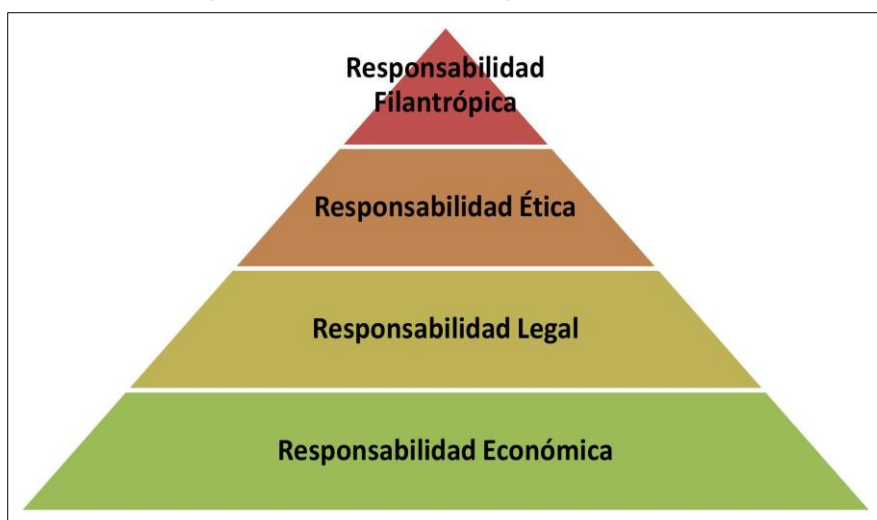 Responsabilidad
Filantrópica
Responsabilidad Ética
Responsabilidad Legal
Responsabilidad Económica